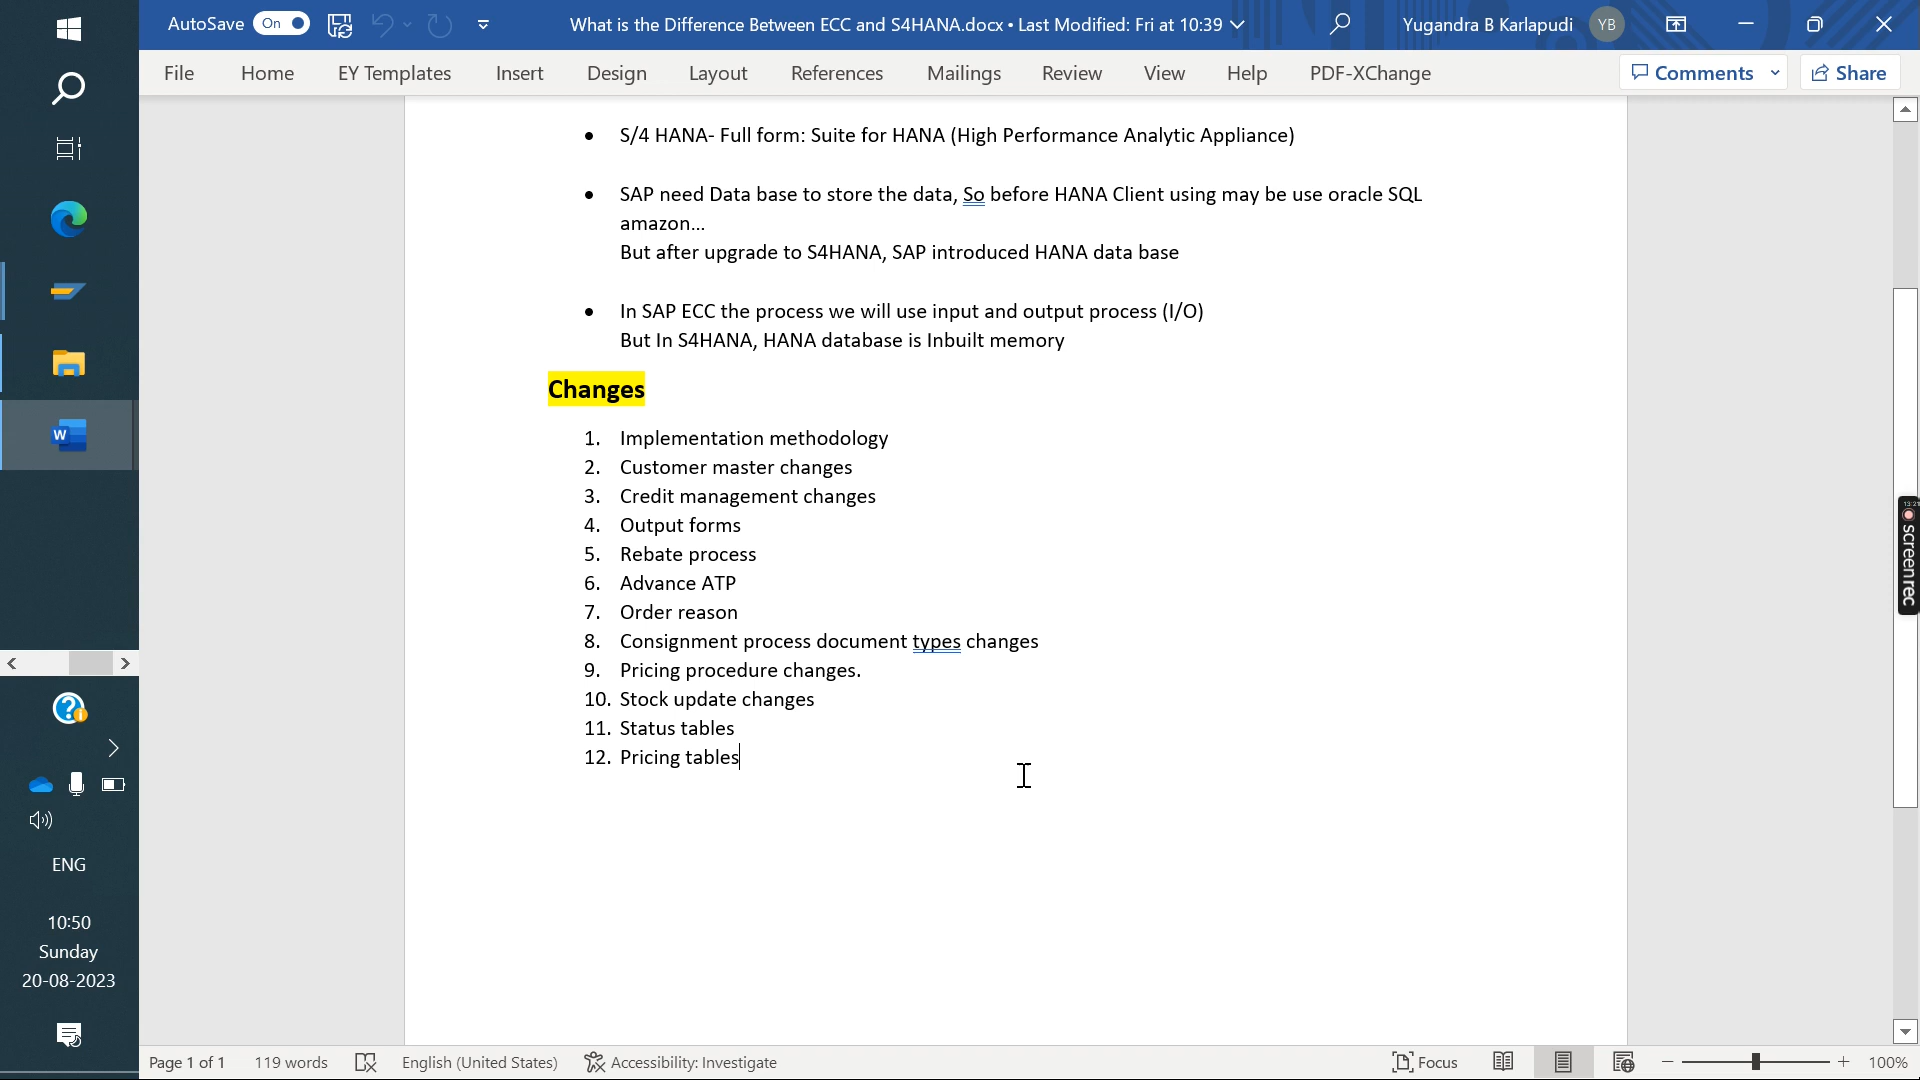 AutoSave On What is the Difference Between ECC and S4HANA.docx • Last Modified: Fri at 10:39 Yugandra B Karlapudi YB
File Home EY Templates Insert Design Layout References Mailings Review View Help PDF-XChange Comments Share
• S/4 HANA- Full form: Suite for HANA (High Performance Analytic Appliance)
• SAP need Data base to store the data, So before HANA Client using may be use oracle SQL
amazon...
But after upgrade to S4HANA, SAP introduced HANA data base
• In SAP ECC the process we will use input and output process (I/O)
But In S4HANA, HANA database is Inbuilt memory
Changes
1. Implementation methodology
2. Customer master changes
3. Credit management changes
4. Output forms
5. Rebate process
6. Advance ATP
7. Order reason
8. Consignment process document types changes
9. Pricing procedure changes.
10. Stock update changes
11. Status tables
12. Pricing tables
screenrec
W
ENG
10:50
Sunday
20-08-2023
Page 1 of 1 119 words English (United States) Accessibility: Investigate Focus 100%